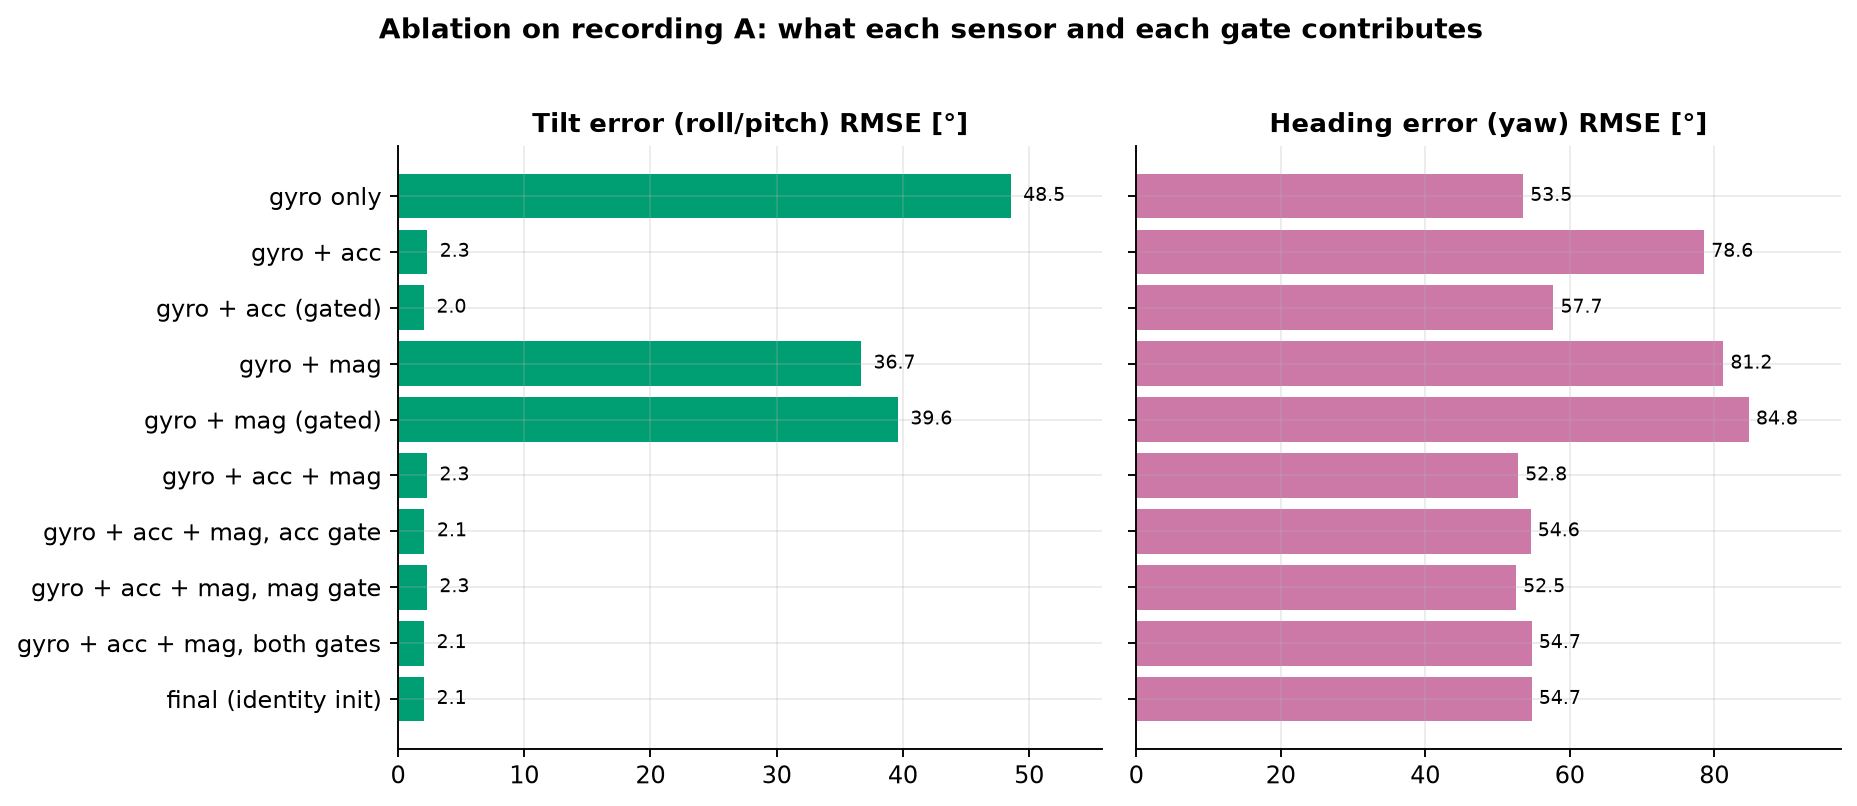 Ablation on recording A: what each sensor and each gate contributes
Tilt error (roll/pitch) RMSE [°]
Heading error (yaw) RMSE [°]
gyro only 48.5 53.5
gyro + acc 2.3 78.6
gyro + acc (gated) 2.0 57.7
gyro + mag 36.7 81.2
gyro + mag (gated) 39.6 84.8
gyro + acc + mag 2.3 52.8
gyro + acc + mag, acc gate 2.1 54.6
gyro + acc + mag, mag gate 2.3 52.5
gyro + acc + mag, both gates 2.1 54.7
final (identity init) 2.1 54.7
0 10 20 30 40 50
0 20 40 60 80